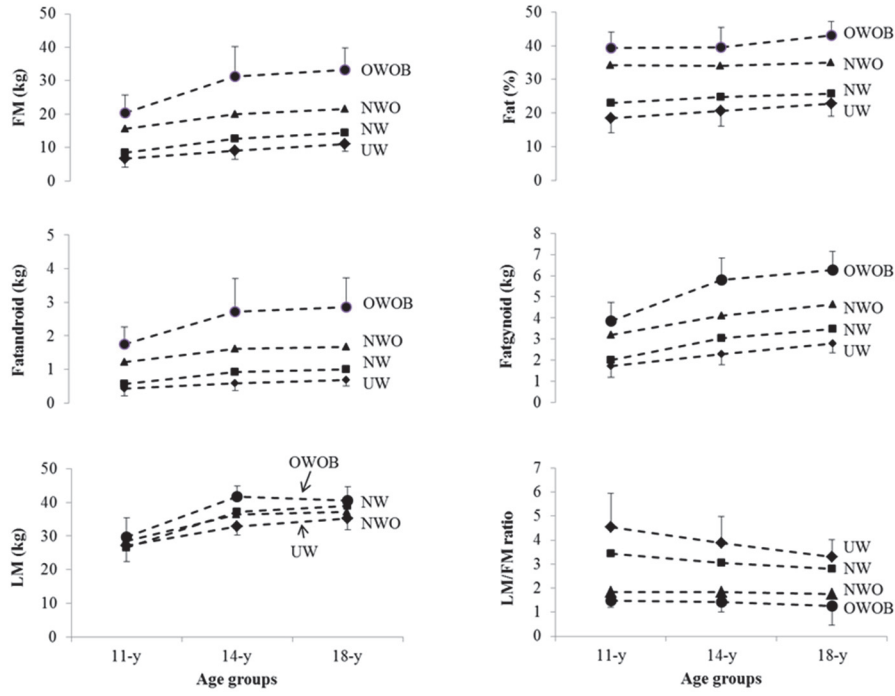 50
40
30
20
10
0
FM (kg)
OWOB
NWO
NW
UW
50
40
30
20
10
0
Fat (%)
OWOB
NWO
NW
UW
5
4
3
2
1
0
Fatandroid (kg)
OWOB
NWO
NW
UW
8
7
6
5
4
3
2
1
0
Fatgynoid (kg)
OWOB
NWO
NW
UW
50
40
30
20
10
0
LM (kg)
OWOB
NW
NWO
UW
11-y 14-y 18-y
Age groups
7
6
5
4
3
2
1
0
LM/FM ratio
UW
NW
NWO
OWOB
11-y 14-y 18-y
Age groups